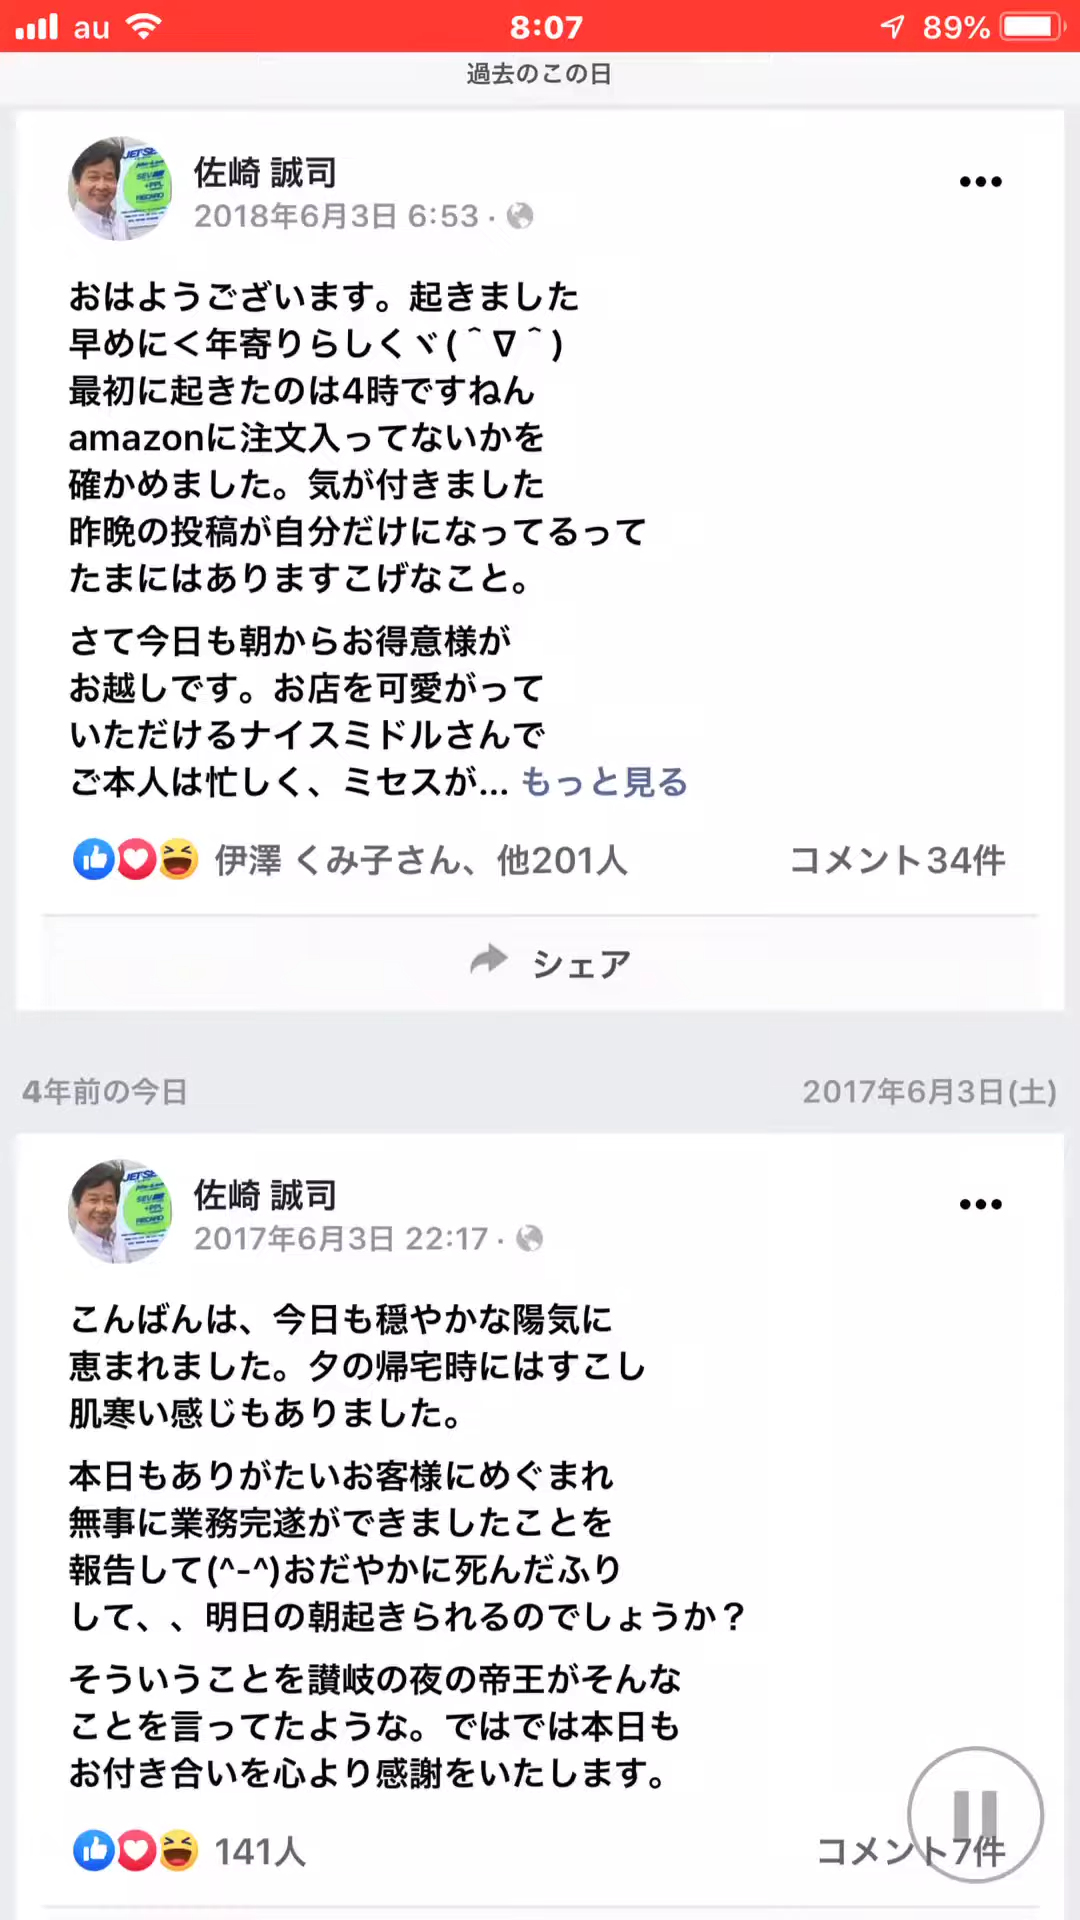 au 8:07 89%
過去のこの日
佐崎 誠司
2018年6月3日 6:53 ·
おはようございます。起きました
早めにく年寄りらしくヾ(＾∇＾)
最初に起きたのは4時ですねん
amazonに注文入ってないかを
確かめました。気が付きました
昨晩の投稿が自分だけになってるって
たまにはありますこげなこと。
さて今日も朝からお得意様が
お越しです。お店を可愛がって
いただけるナイスミドルさんで
ご本人は忙しく、ミセスが... もっと見る
伊澤 くみ子さん、他201人 コメント34件
シェア
4年前の今日 2017年6月3日(土)
佐崎 誠司
2017年6月3日 22:17 ·
こんばんは、今日も穏やかな陽気に
恵まれました。夕の帰宅時にはすこし
肌寒い感じもありました。
本日もありがたいお客様にめぐまれ
無事に業務完遂ができましたことを
報告して(^-^)おだやかに死んだふり
して、、明日の朝起きられるのでしょうか？
そういうことを讃岐の夜の帝王がそんな
ことを言ってたような。ではでは本日も
お付き合いを心より感謝をいたします。
141人 コメント7件